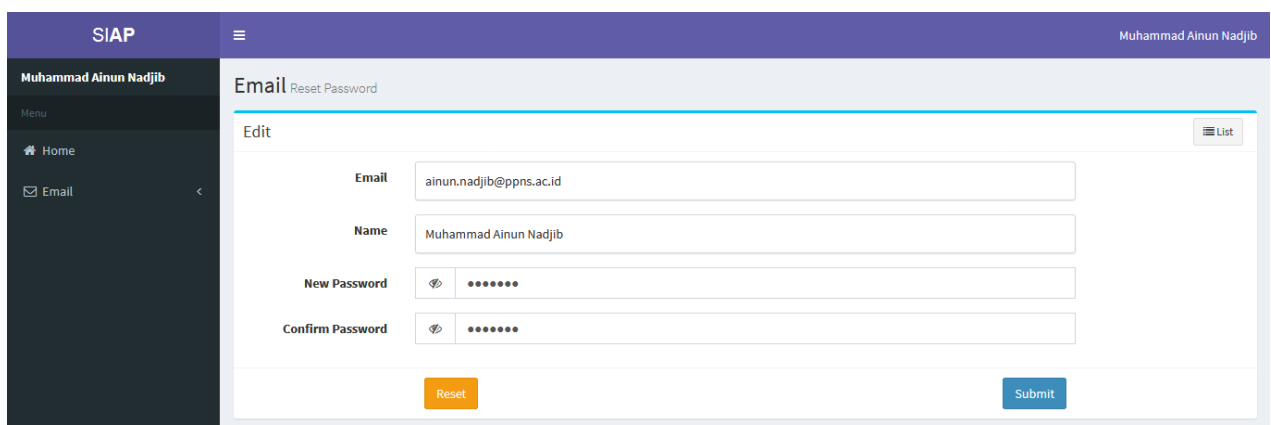 SIAP
Muhammad Ainun Nadjib
Muhammad Ainun Nadjib
Menu
Home
Email
Email Reset Password
Edit
List
Email
ainun.nadjib@ppns.ac.id
Name
Muhammad Ainun Nadjib
New Password
•••••••
Confirm Password
•••••••
Reset
Submit